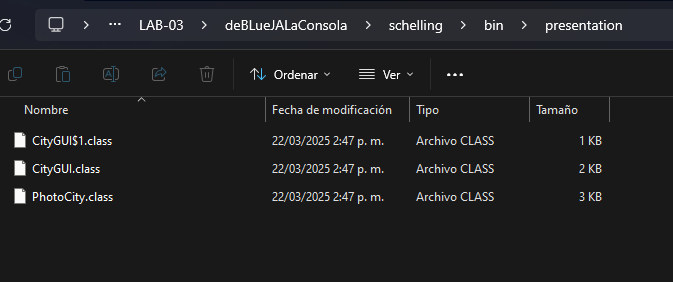 LAB-03 > deBLueJALaConsola > schelling > bin > presentation
Ordenar Ver
Nombre Fecha de modificación Tipo Tamaño
CityGUI$1.class 22/03/2025 2:47 p. m. Archivo CLASS 1 KB
CityGUI.class 22/03/2025 2:47 p. m. Archivo CLASS 2 KB
PhotoCity.class 22/03/2025 2:47 p. m. Archivo CLASS 3 KB